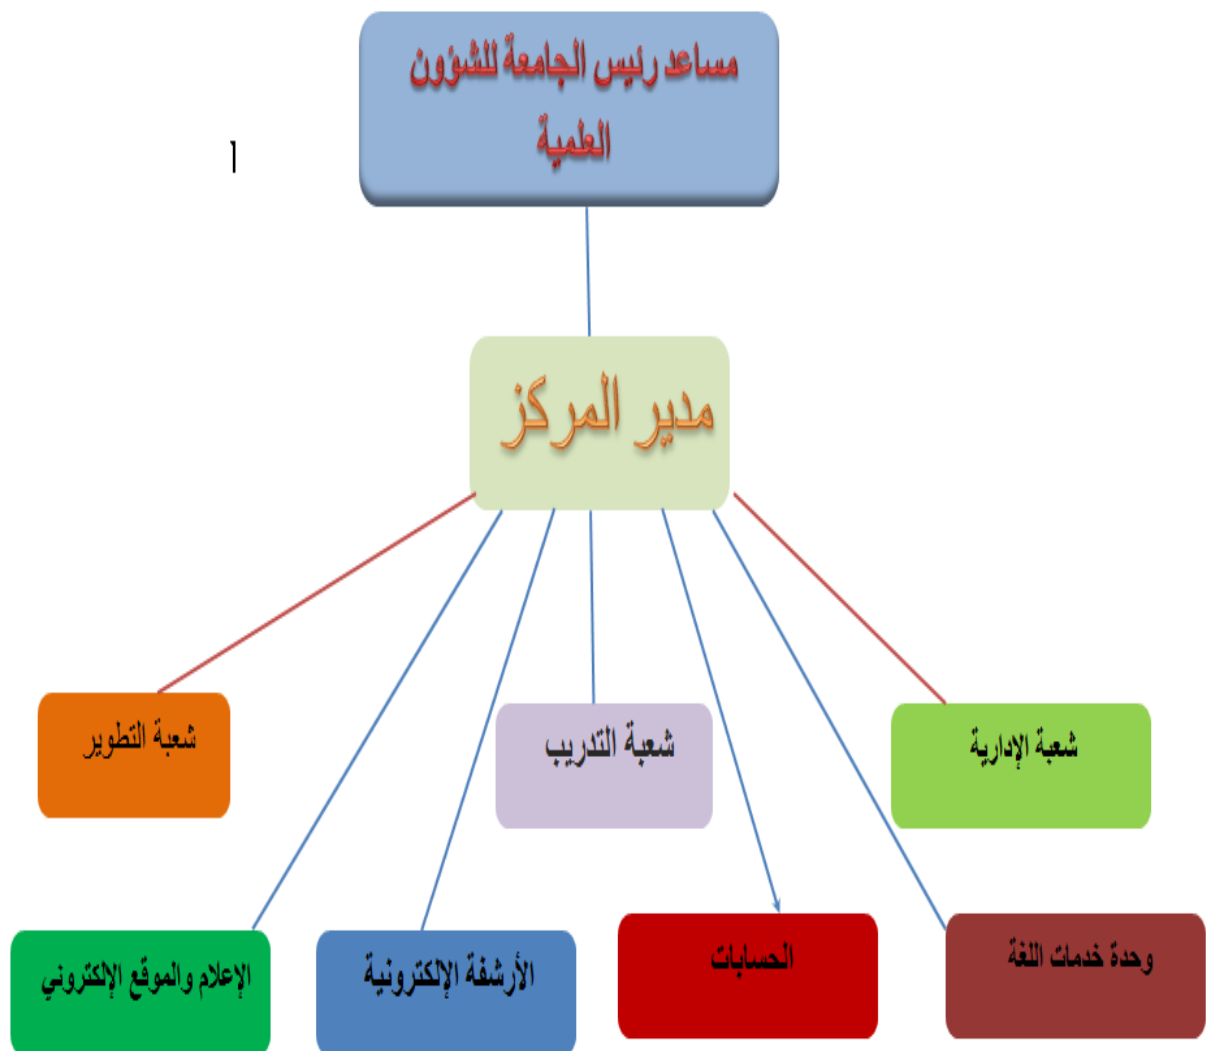 مساعد رئيس الجامعة للشؤون
العلمية
أ
مدير المركز
شعبة الإدارية
شعبة التدريب
شعبة التطوير
وحدة خدمات اللغة
الحسابات
الأرشفة الإلكترونية
الإعلام والموقع الإلكتروني